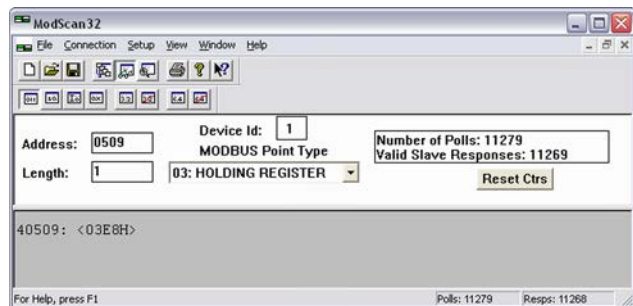 ModScan32
File Connection Setup View Window Help
Address: 0509
Device Id: 1
MODBUS Point Type
Length: 1
03: HOLDING REGISTER
Number of Polls: 11279
Valid Slave Responses: 11269
Reset Ctrs
40509: <03E8H>
For Help, press F1
Polls: 11279
Resps: 11268